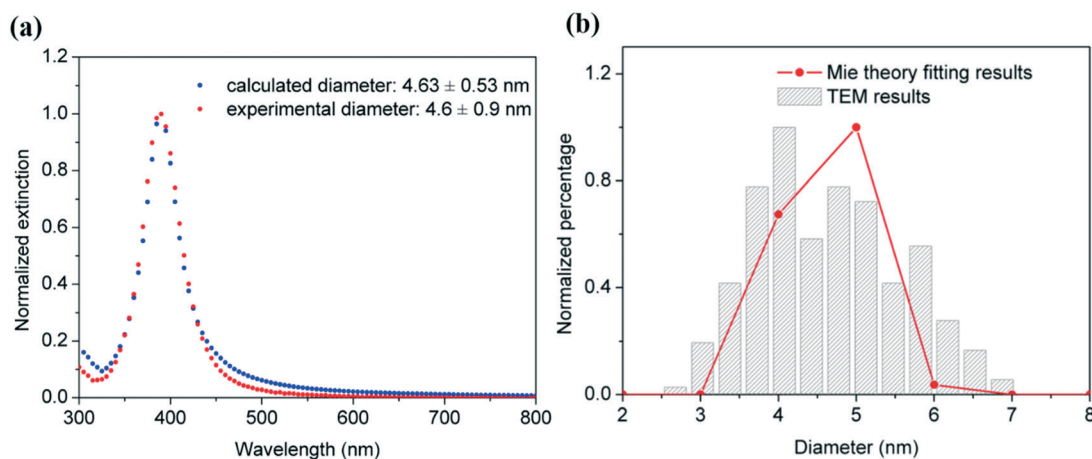 (a)
1.2
1.0
0.8
0.6
0.4
0.2
0.0
Normalized extinction
calculated diameter: 4.63 ± 0.53 nm
experimental diameter: 4.6 ± 0.9 nm
300 400 500 600 700 800
Wavelength (nm)
(b)
1.2
0.8
0.4
0.0
Normalized percentage
Mie theory fitting results
TEM results
2 3 4 5 6 7 8
Diameter (nm)